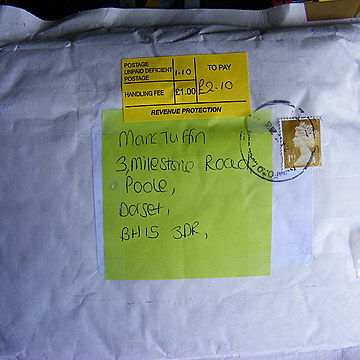 POSTAGE UNPAID DEFICIENT POSTAGE 1-10 TO PAY
HANDLING FEE £1.00 £2-10
REVENUE PROTECTION
Mark Tuffin
3, Milestone Road
Poole,
Dorset,
BH15 3DR,
1st